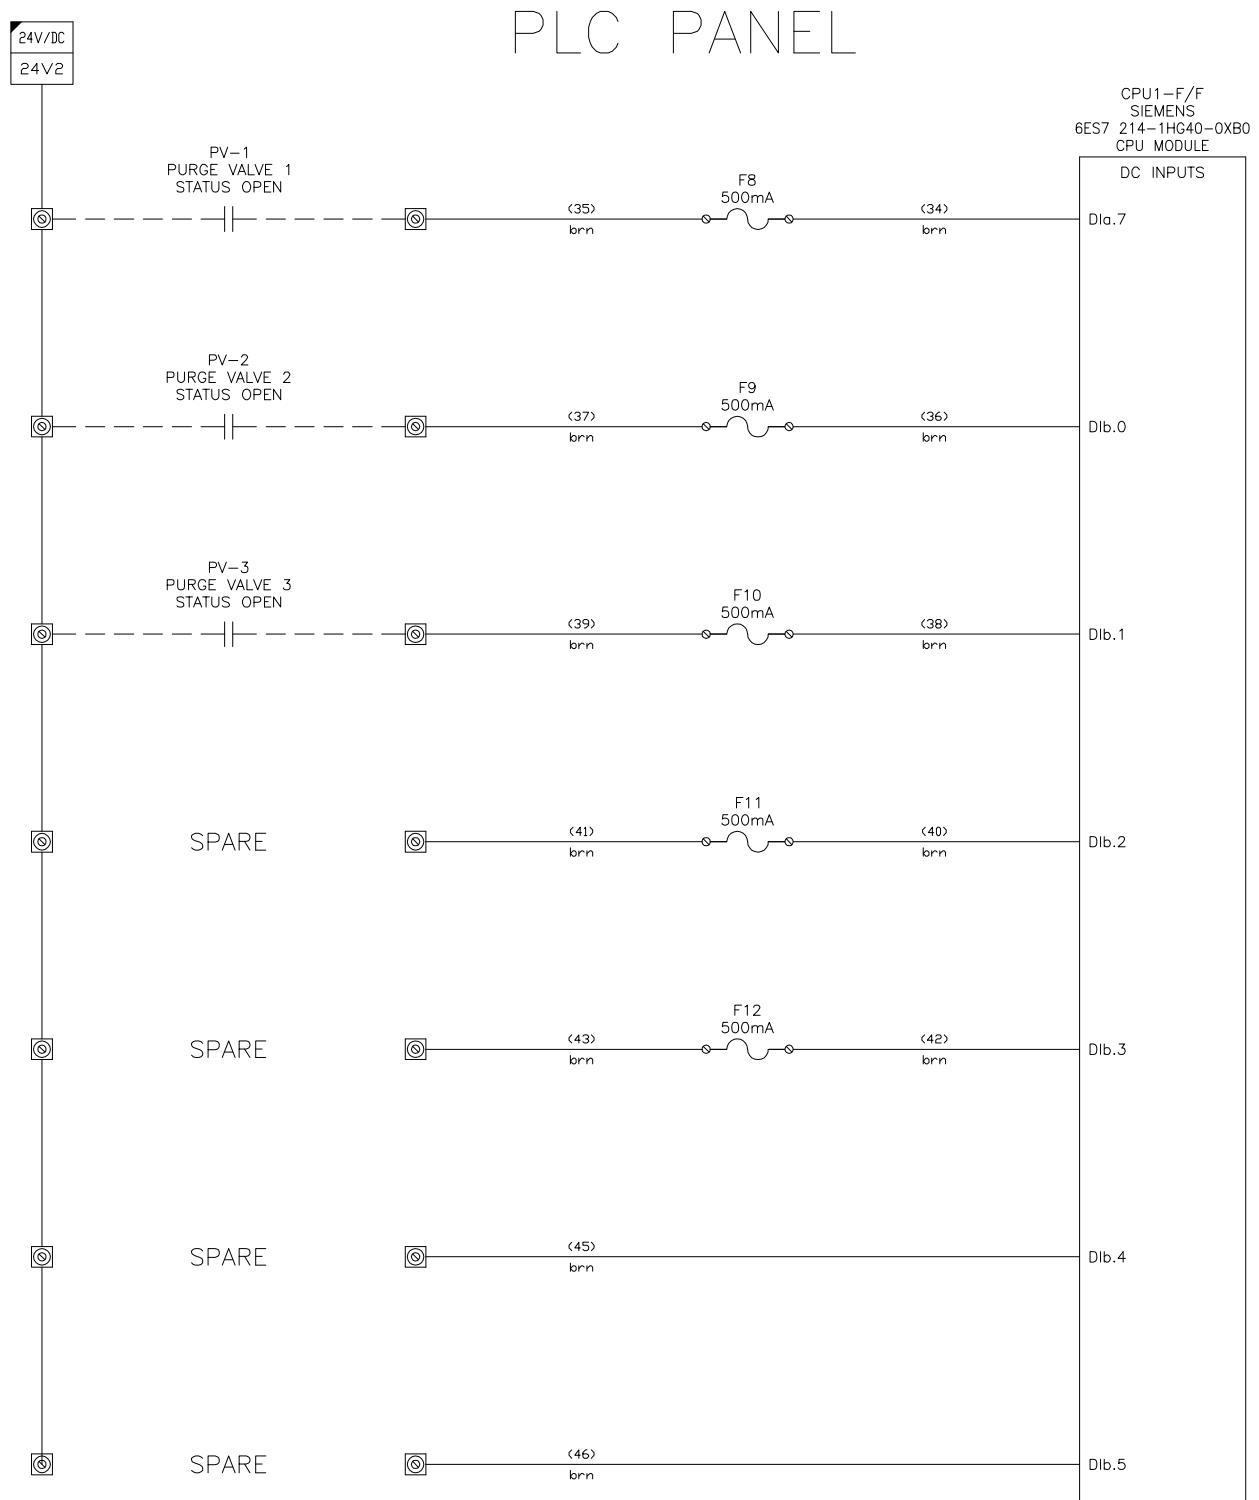 PLC PANEL
24V/DC
24V2
CPU1-F/F
SIEMENS
6ES7 214-1HG40-0XB0
CPU MODULE
DC INPUTS
PV-1
PURGE VALVE 1
STATUS OPEN
F8
500mA
(35)
brn
(34)
brn
DIa.7
PV-2
PURGE VALVE 2
STATUS OPEN
F9
500mA
(37)
brn
(36)
brn
DIb.0
PV-3
PURGE VALVE 3
STATUS OPEN
F10
500mA
(39)
brn
(38)
brn
DIb.1
SPARE
F11
500mA
(41)
brn
(40)
brn
DIb.2
SPARE
F12
500mA
(43)
brn
(42)
brn
DIb.3
SPARE
(45)
brn
DIb.4
SPARE
(46)
brn
DIb.5